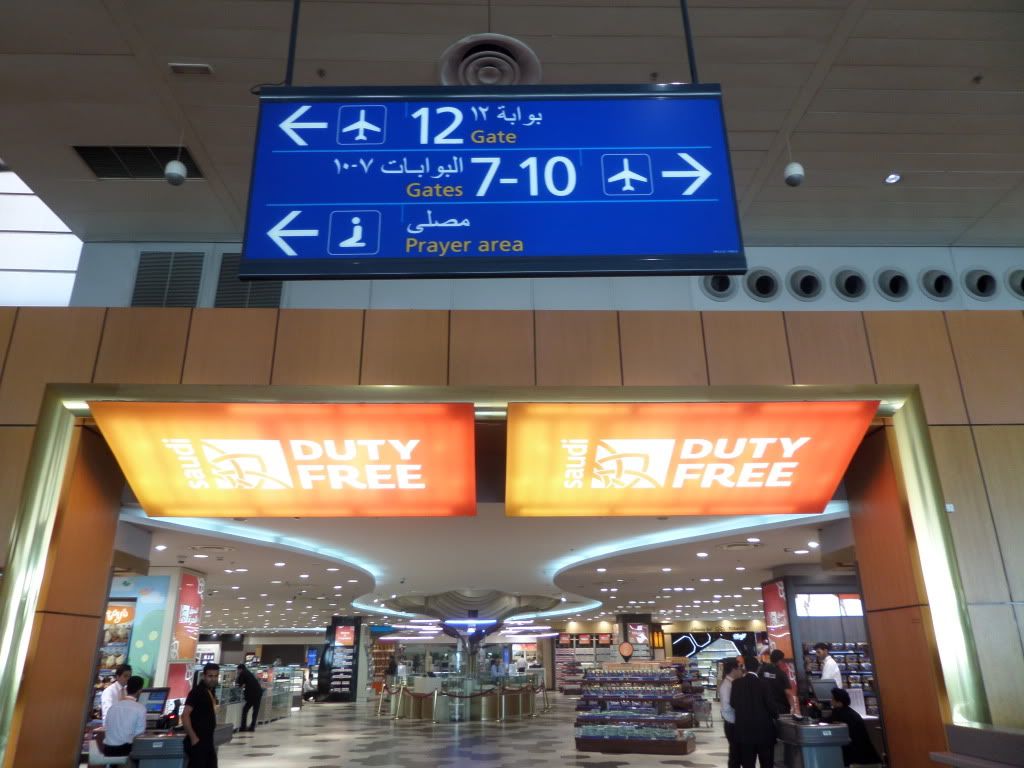 12 بوابة ١٢
Gate
البوابات ٧-١٠ 7-10
Gates
مصلى
Prayer area
saudi DUTY FREE
saudi DUTY FREE